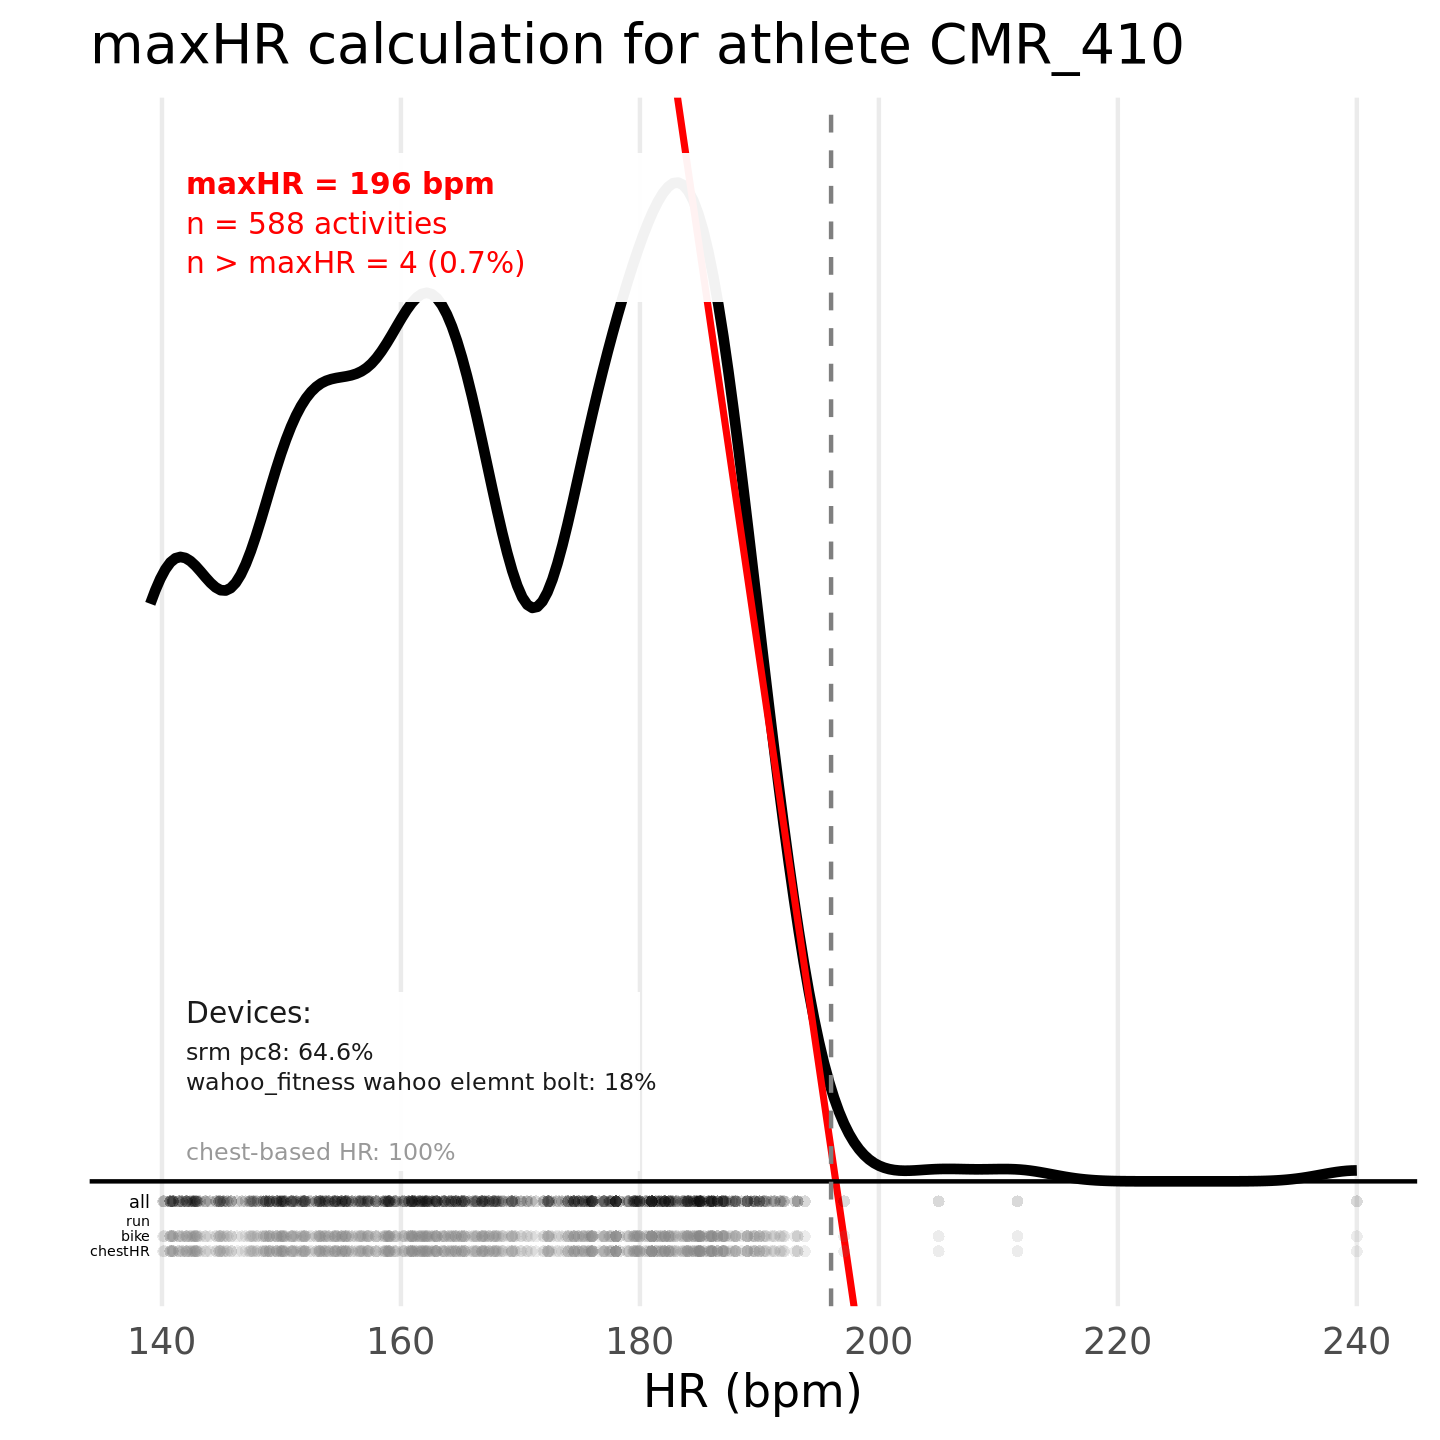 maxHR calculation for athlete CMR_410
maxHR = 196 bpm
n = 588 activities
n > maxHR = 4 (0.7%)
Devices:
srm pc8: 64.6%
wahoo_fitness wahoo elemnt bolt: 18%
chest-based HR: 100%
all
run
bike
chestHR
140 160 180 200 220 240
HR (bpm)